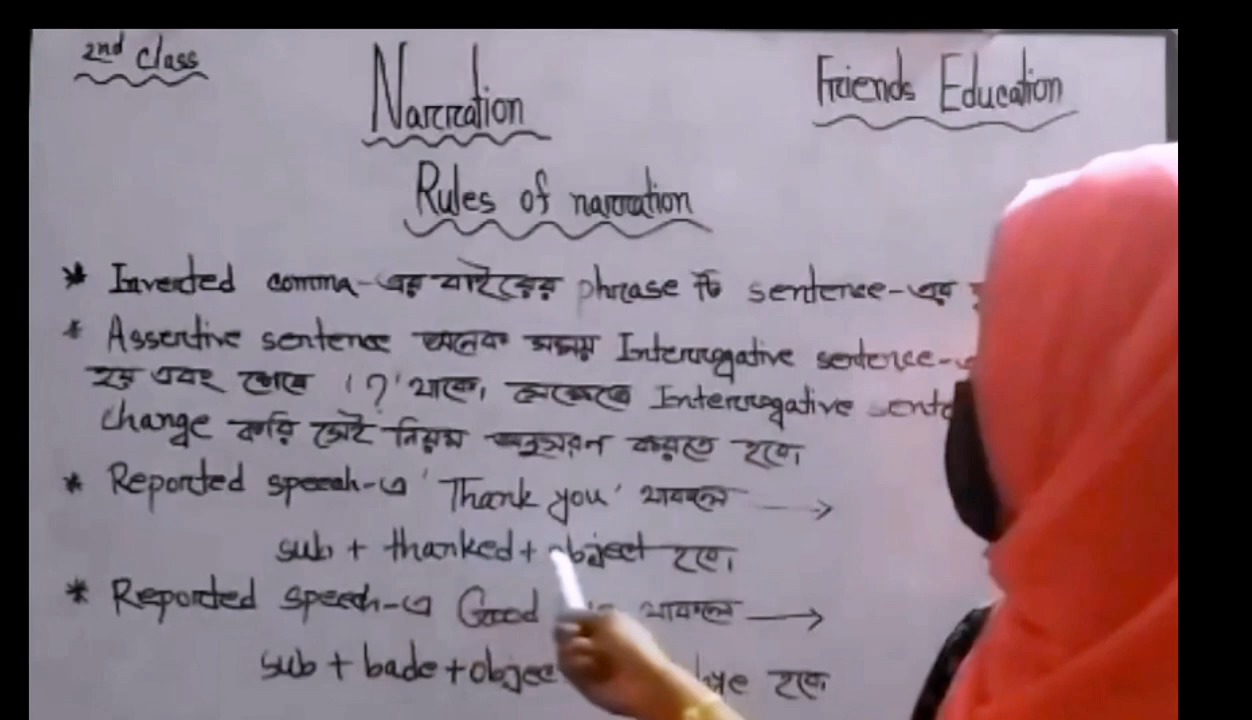 2nd class
Narration
Friends Education
Rules of narration
* Inverted comma-এর বাইরের phrase টি sentence-এর
* Assertive sentence অনেক সময় Interrogative sentence-
হয় এবং শেষে '?' থাকে। সেক্ষেত্রে Interrogative
change করি সেই নিয়ম অনুসরণ করতে হবে।
* Reported speech-এ 'Thank you' থাকলে →
sub + thanked + object হবে।
* Reported speech-এ Good থাকলে →
sub + bade + হবে।